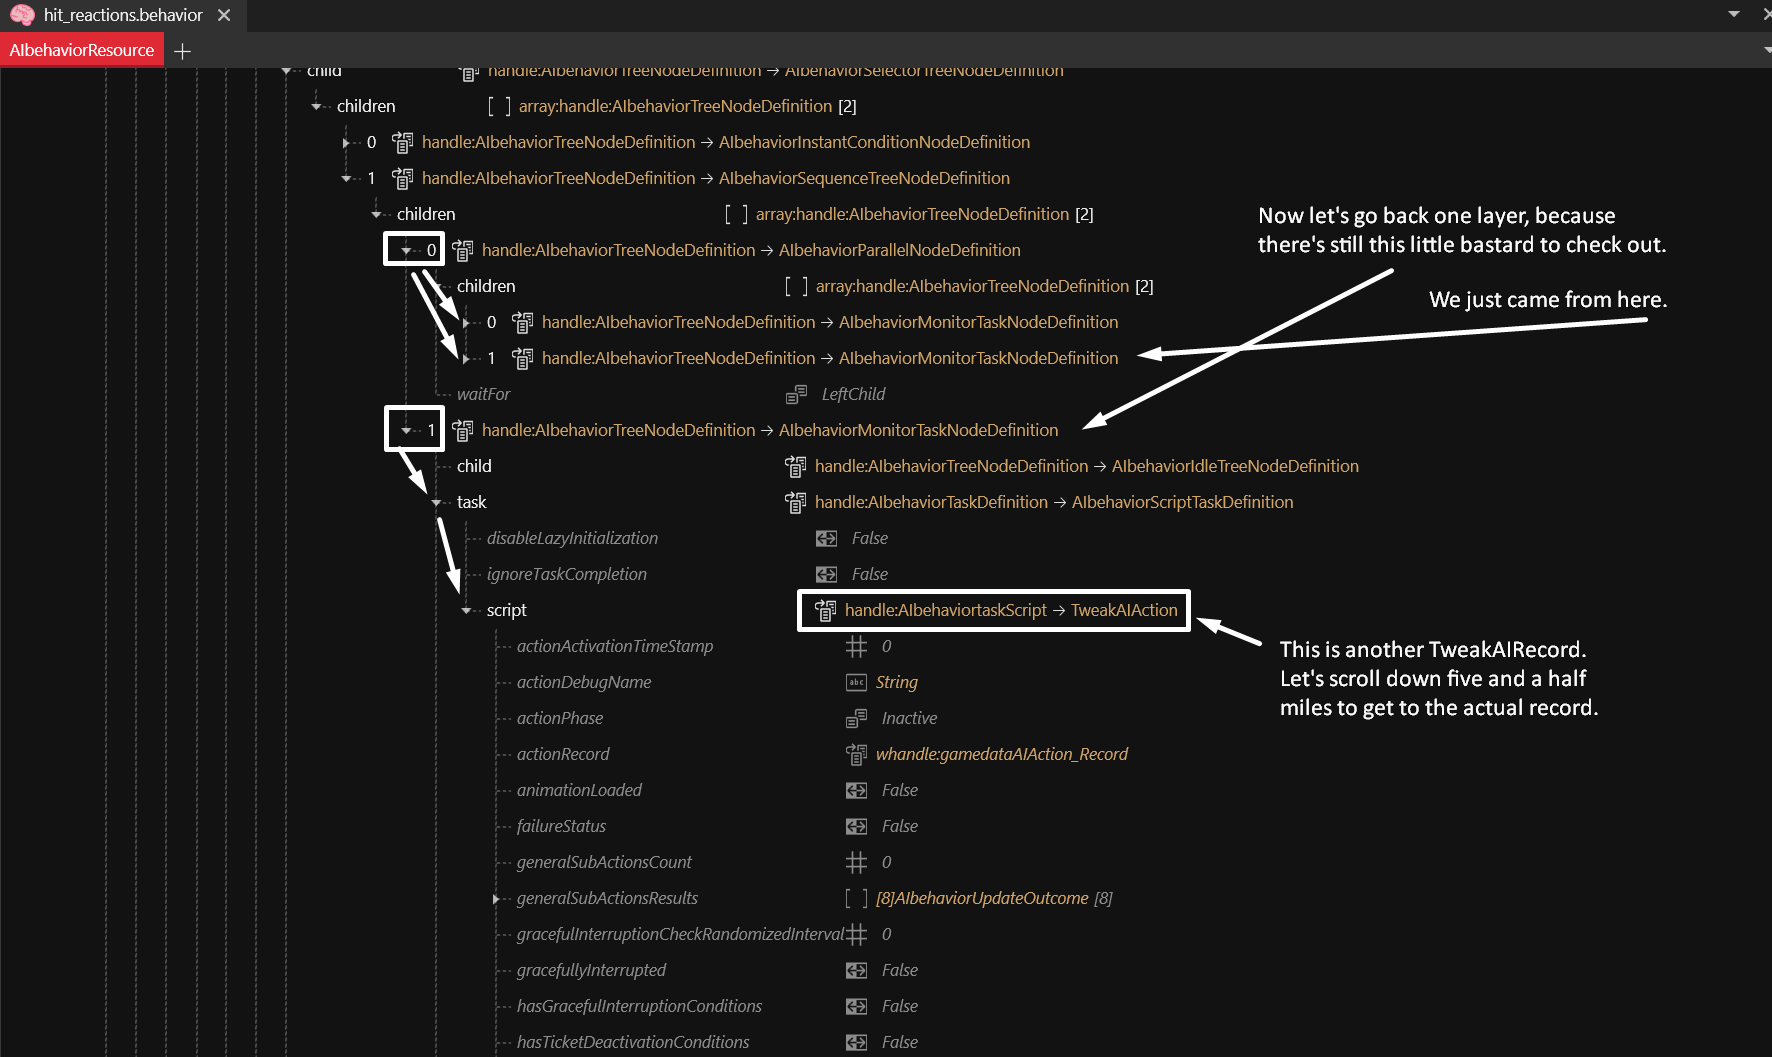 hit_reactions.behavior
AIbehaviorResource
child handle:AIbehaviorTreeNodeDefinition → AIbehaviorSelectorTreeNodeDefinition
children [ ] array:handle:AIbehaviorTreeNodeDefinition [2]
0 handle:AIbehaviorTreeNodeDefinition → AIbehaviorInstantConditionNodeDefinition
1 handle:AIbehaviorTreeNodeDefinition → AIbehaviorSequenceTreeNodeDefinition
children [ ] array:handle:AIbehaviorTreeNodeDefinition [2]
Now let's go back one layer, because
there's still this little bastard to check out.
0 handle:AIbehaviorTreeNodeDefinition → AIbehaviorParallelNodeDefinition
children [ ] array:handle:AIbehaviorTreeNodeDefinition [2]
We just came from here.
0 handle:AIbehaviorTreeNodeDefinition → AIbehaviorMonitorTaskNodeDefinition
1 handle:AIbehaviorTreeNodeDefinition → AIbehaviorMonitorTaskNodeDefinition
waitFor LeftChild
1 handle:AIbehaviorTreeNodeDefinition → AIbehaviorMonitorTaskNodeDefinition
child handle:AIbehaviorTreeNodeDefinition → AIbehaviorIdleTreeNodeDefinition
task handle:AIbehaviorTaskDefinition → AIbehaviorScriptTaskDefinition
disableLazyInitialization False
ignoreTaskCompletion False
script handle:AIbehaviortaskScript → TweakAIAction
This is another TweakAIRecord.
Let's scroll down five and a half
miles to get to the actual record.
actionActivationTimeStamp 0
actionDebugName abc String
actionPhase Inactive
actionRecord whandle:gamedataAIAction_Record
animationLoaded False
failureStatus False
generalSubActionsCount 0
generalSubActionsResults [ ] [8]AIbehaviorUpdateOutcome [8]
gracefulInterruptionCheckRandomizedInterval 0
gracefullyInterrupted False
hasGracefulInterruptionConditions False
hasTicketDeactivationConditions False